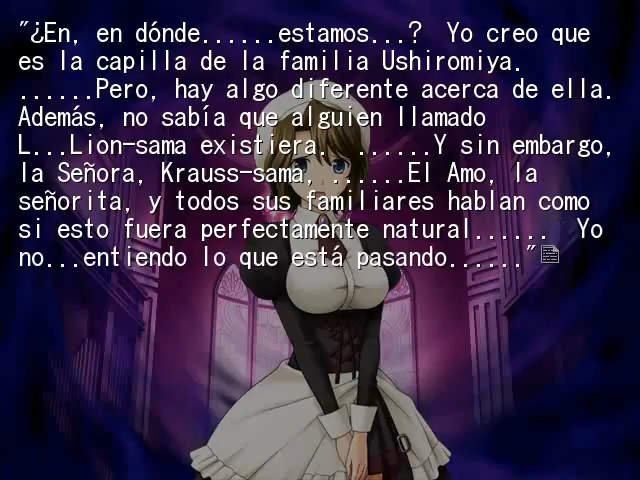 "¿En, en dónde......estamos...?  Yo creo que
es la capilla de la familia Ushiromiya.
......Pero, hay algo diferente acerca de ella.
Además, no sabía que alguien llamado
L...Lion-sama existiera.  ......Y sin embargo,
la Señora, Krauss-sama, ......El Amo, la
señorita, y todos sus familiares hablan como
si esto fuera perfectamente natural......  Yo
no...entiendo lo que está pasando......"